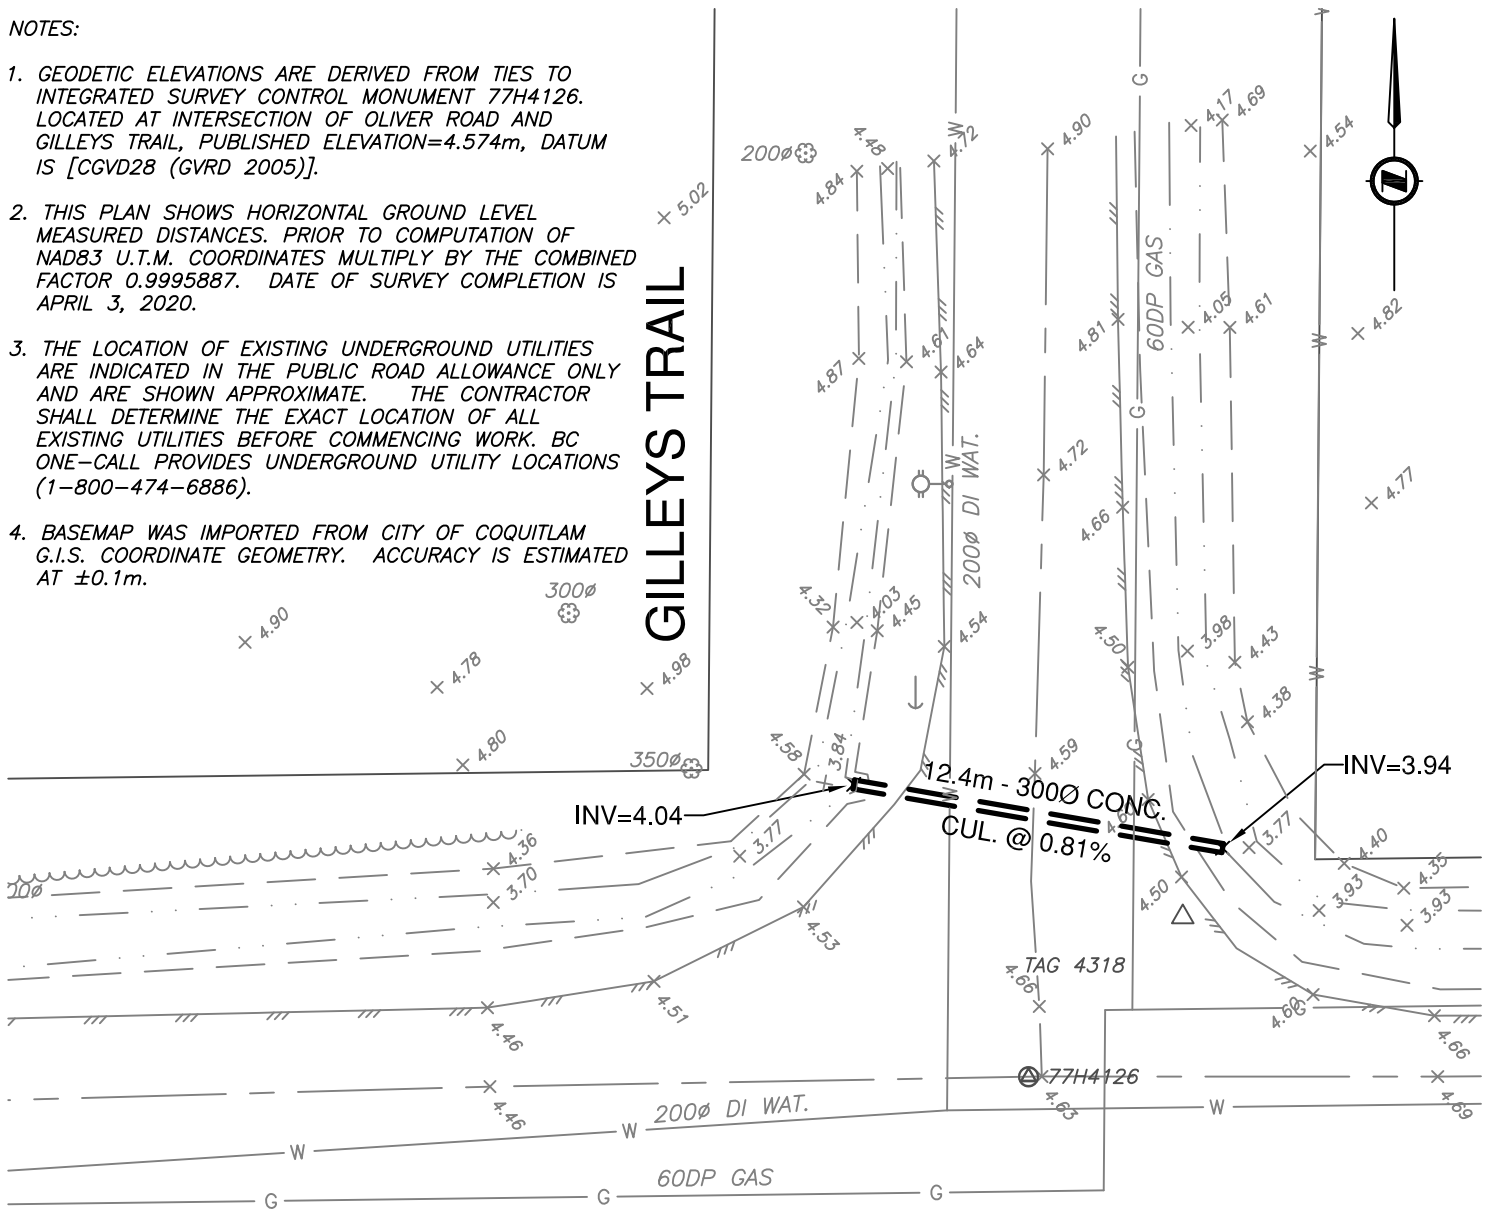 NOTES:
1. GEODETIC ELEVATIONS ARE DERIVED FROM TIES TO
INTEGRATED SURVEY CONTROL MONUMENT 77H4126.
LOCATED AT INTERSECTION OF OLIVER ROAD AND
GILLEYS TRAIL, PUBLISHED ELEVATION=4.574m, DATUM
IS [CGVD28 (GVRD 2005)].
2. THIS PLAN SHOWS HORIZONTAL GROUND LEVEL
MEASURED DISTANCES. PRIOR TO COMPUTATION OF
NAD83 U.T.M. COORDINATES MULTIPLY BY THE COMBINED
FACTOR 0.9995887. DATE OF SURVEY COMPLETION IS
APRIL 3, 2020.
3. THE LOCATION OF EXISTING UNDERGROUND UTILITIES
ARE INDICATED IN THE PUBLIC ROAD ALLOWANCE ONLY
AND ARE SHOWN APPROXIMATE. THE CONTRACTOR
SHALL DETERMINE THE EXACT LOCATION OF ALL
EXISTING UTILITIES BEFORE COMMENCING WORK. BC
ONE-CALL PROVIDES UNDERGROUND UTILITY LOCATIONS
(1-800-474-6886).
4. BASEMAP WAS IMPORTED FROM CITY OF COQUITLAM
G.I.S. COORDINATE GEOMETRY. ACCURACY IS ESTIMATED
AT ±0.1m.
GILLEYS TRAIL
N
G
4.17
4.69
4.54
4.90
4.72
W
4.48
200ø
4.84
5.02
60DP GAS
4.05
4.61
4.82
4.81
W
4.61
4.64
4.87
G
W
200ø DI WAT.
4.72
4.77
4.66
300ø
4.32
4.03
4.45
4.54
4.50
3.98
4.43
W
4.90
4.78
4.98
4.38
4.80
350ø
4.58
3.84
4.59
G
W
12.4m - 300Ø CONC.
CUL. @ 0.81%
INV=3.94
INV=4.04
3.77
3.77
4.40
4.35
4.36
3.70
4.50
3.93
3.93
4.53
TAG 4318
4.66
4.51
4.60
G
4.46
4.66
77H4126
4.63
4.46
4.69
200ø DI WAT.
W
W
W
60DP GAS
G
G
G